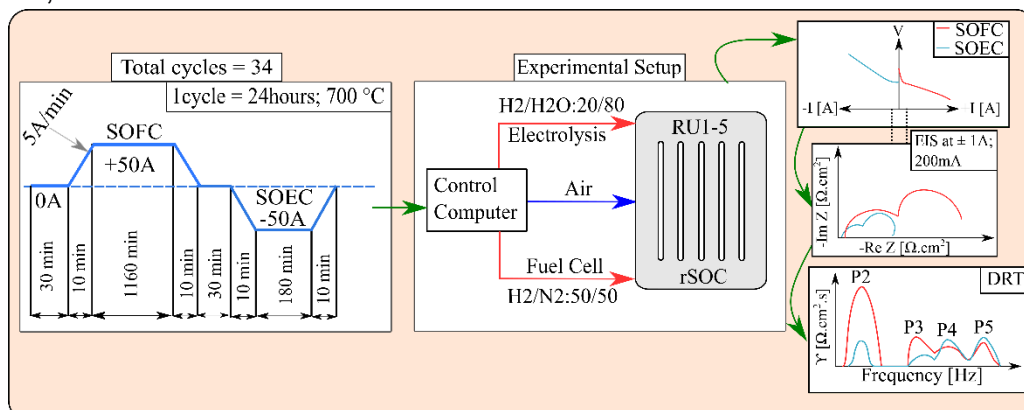 Total cycles = 34
1cycle = 24hours; 700 °C
5A/min
SOFC
+50A
0A
SOEC
-50A
30 min
10 min
1160 min
10 min
30 min
10 min
180 min
10 min
Experimental Setup
H2/H2O:20/80
Electrolysis
Control
Computer
Air
Fuel Cell
H2/N2:50/50
RU1-5
rSOC
V
SOFC
SOEC
-I [A]
I [A]
EIS at ± 1A;
200mA
-Im Z [Ω.cm²]
-Re Z [Ω.cm²]
DRT
P2
P3
P4
P5
ϒ [Ω.cm².s]
Frequency [Hz]